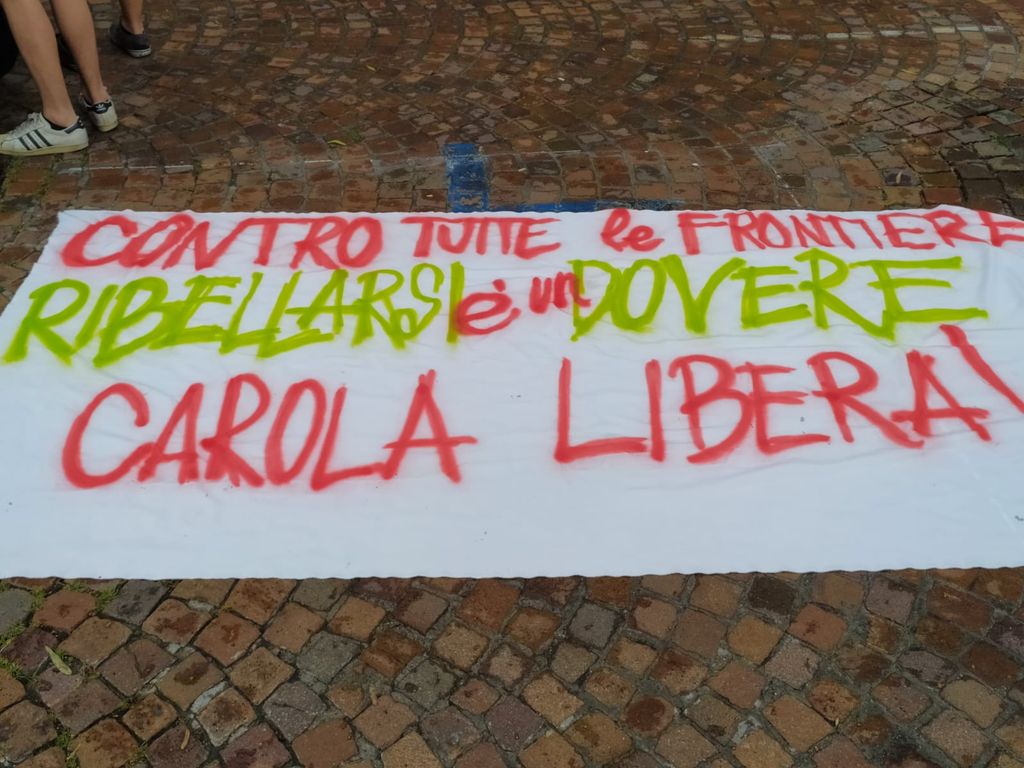 CONTRO TUTTE le FRONTIERE
RIBELLARSI é un DOVERE
CAROLA LIBERA!